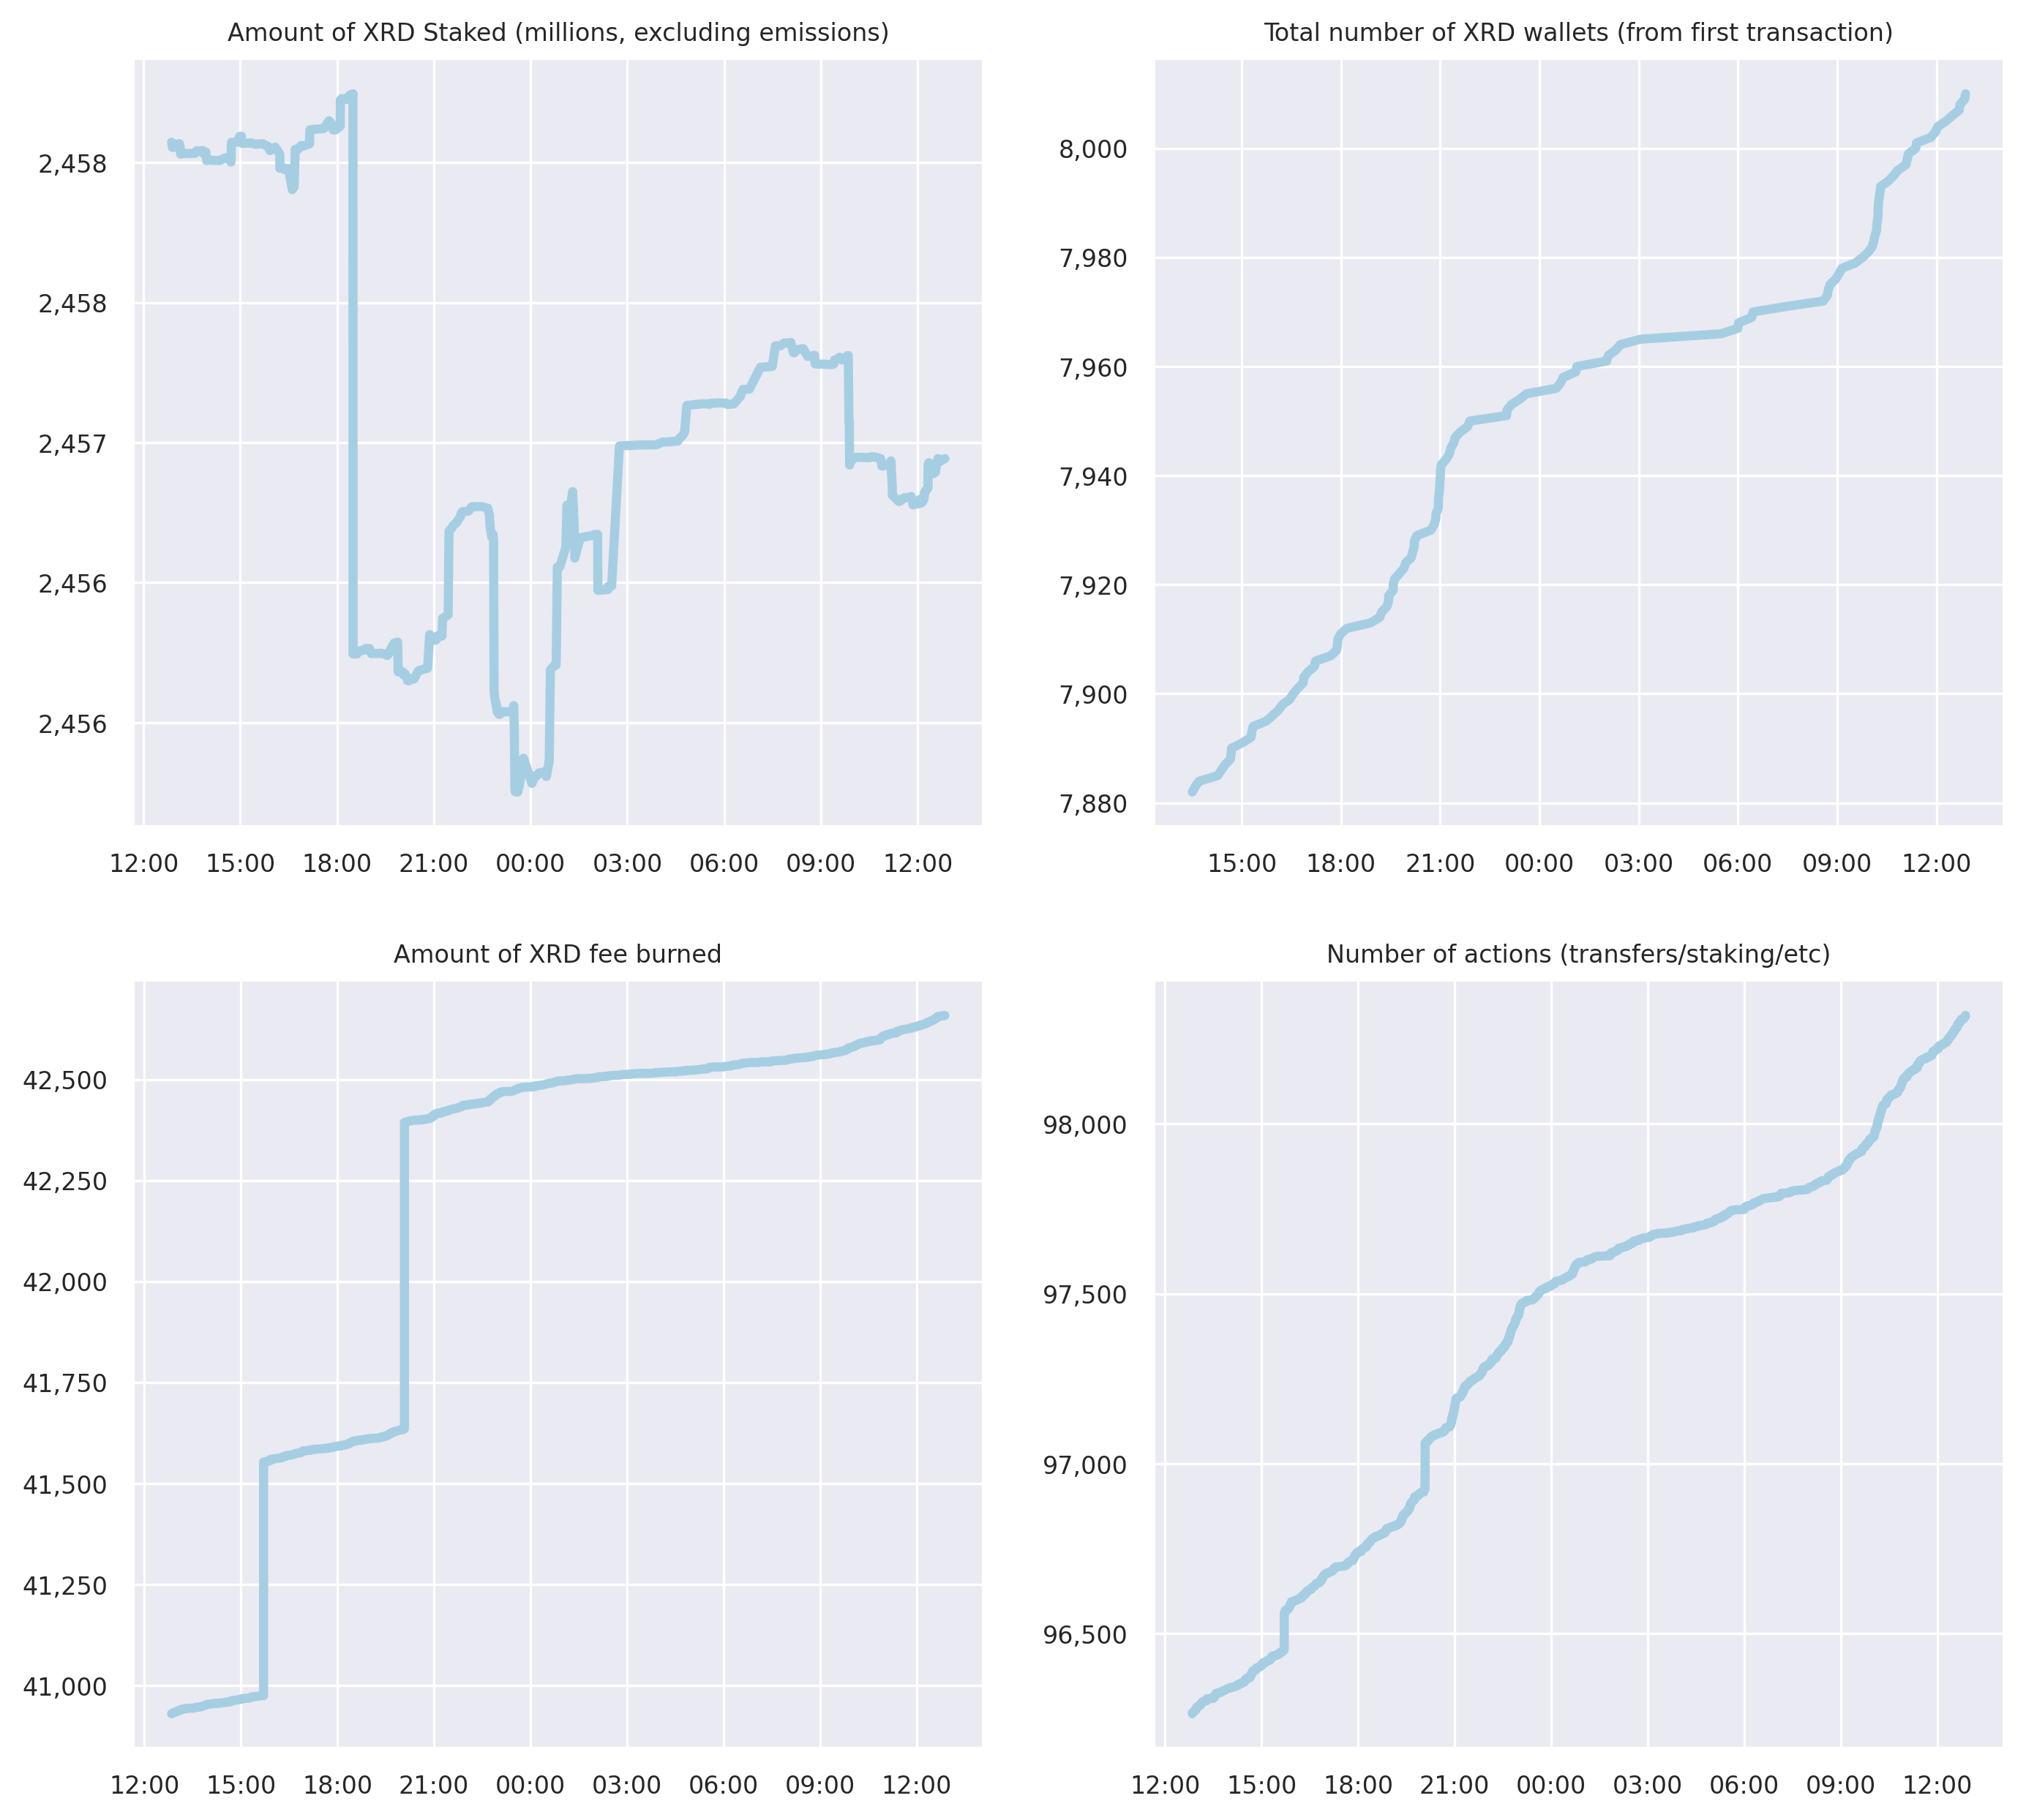 Amount of XRD Staked (millions, excluding emissions)
2,458
2,458
2,457
2,456
2,456
12:00 15:00 18:00 21:00 00:00 03:00 06:00 09:00 12:00
Total number of XRD wallets (from first transaction)
8,000
7,980
7,960
7,940
7,920
7,900
7,880
15:00 18:00 21:00 00:00 03:00 06:00 09:00 12:00
Amount of XRD fee burned
42,500
42,250
42,000
41,750
41,500
41,250
41,000
12:00 15:00 18:00 21:00 00:00 03:00 06:00 09:00 12:00
Number of actions (transfers/staking/etc)
98,000
97,500
97,000
96,500
12:00 15:00 18:00 21:00 00:00 03:00 06:00 09:00 12:00